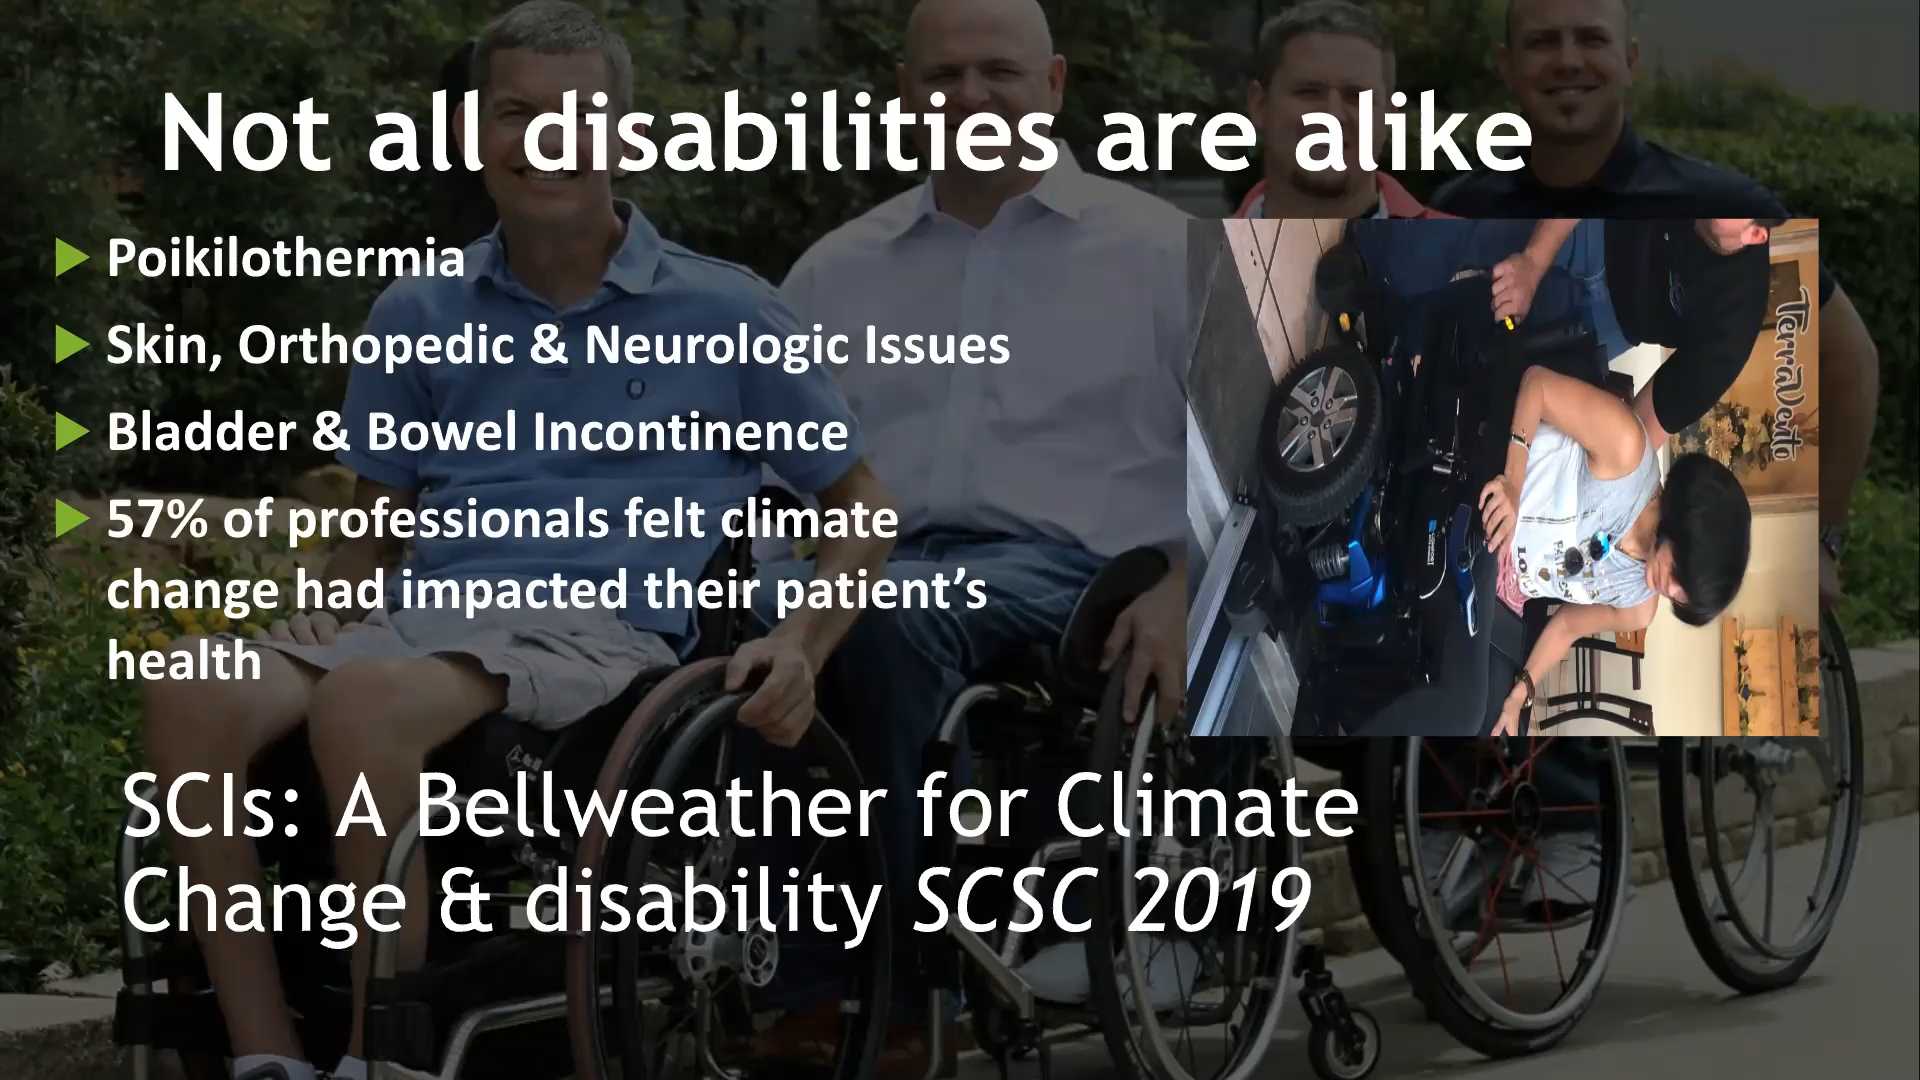 Not all disabilities are alike
Poikilothermia
Skin, Orthopedic & Neurologic Issues
Bladder & Bowel Incontinence
57% of professionals felt climate
change had impacted their patient’s
health
TerraVento
SCIs: A Bellweather for Climate
Change & disability SCSC 2019